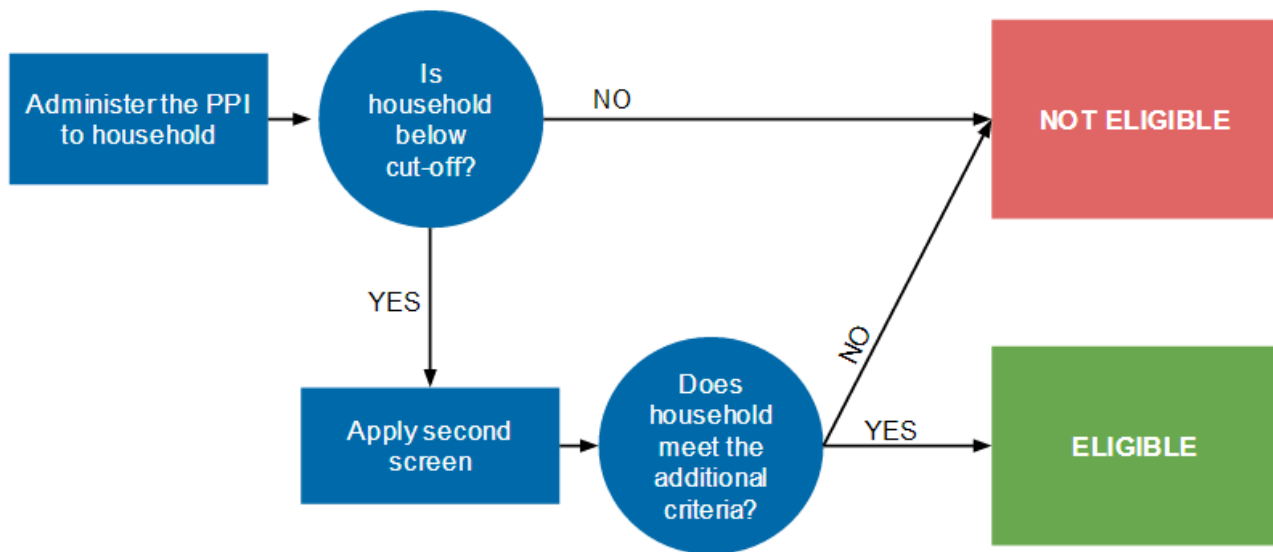 Administer the PPI
to household
Is
household
below
cut-off?
NO
NOT ELIGIBLE
YES
Apply second
screen
Does
household
meet the
additional
criteria?
NO
YES
ELIGIBLE